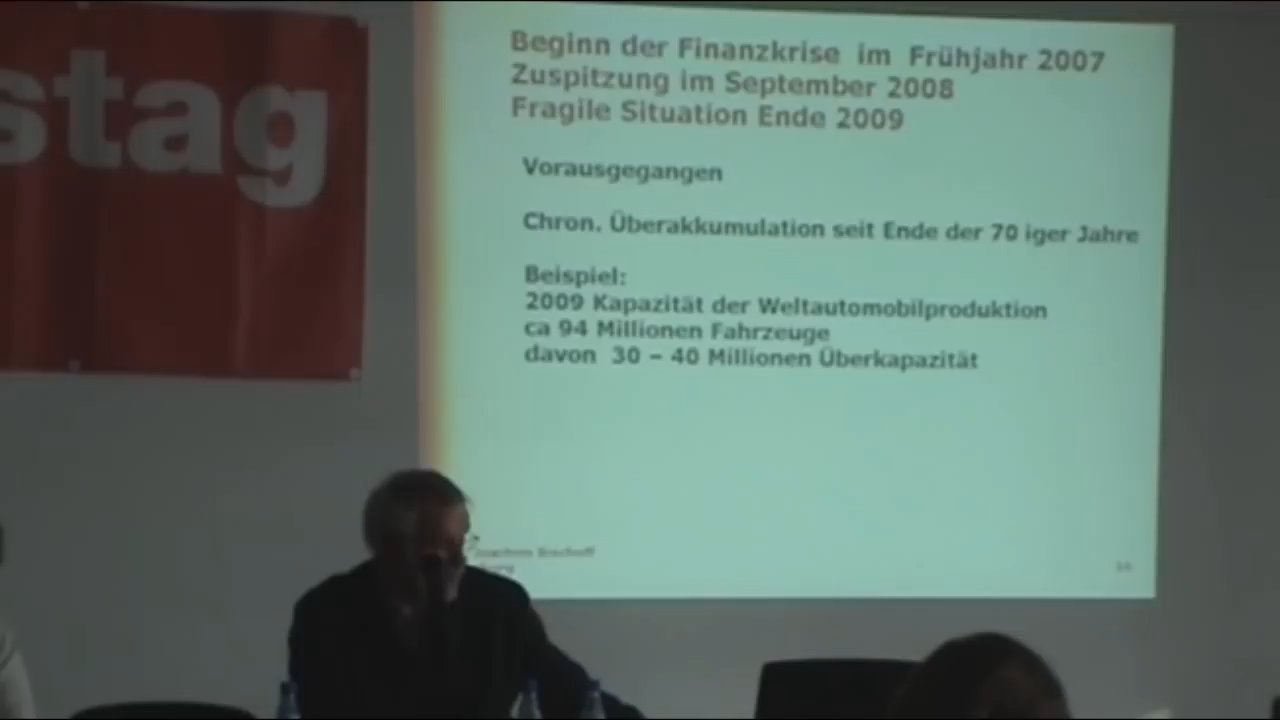 stag
Beginn der Finanzkrise im Frühjahr 2007
Zuspitzung im September 2008
Fragile Situation Ende 2009
Vorausgegangen
Chron. Überakkumulation seit Ende der 70 iger Jahre
Beispiel:
2009 Kapazität der Weltautomobilproduktion
ca 94 Millionen Fahrzeuge
davon 30 – 40 Millionen Überkapazität
Joachim Bischoff